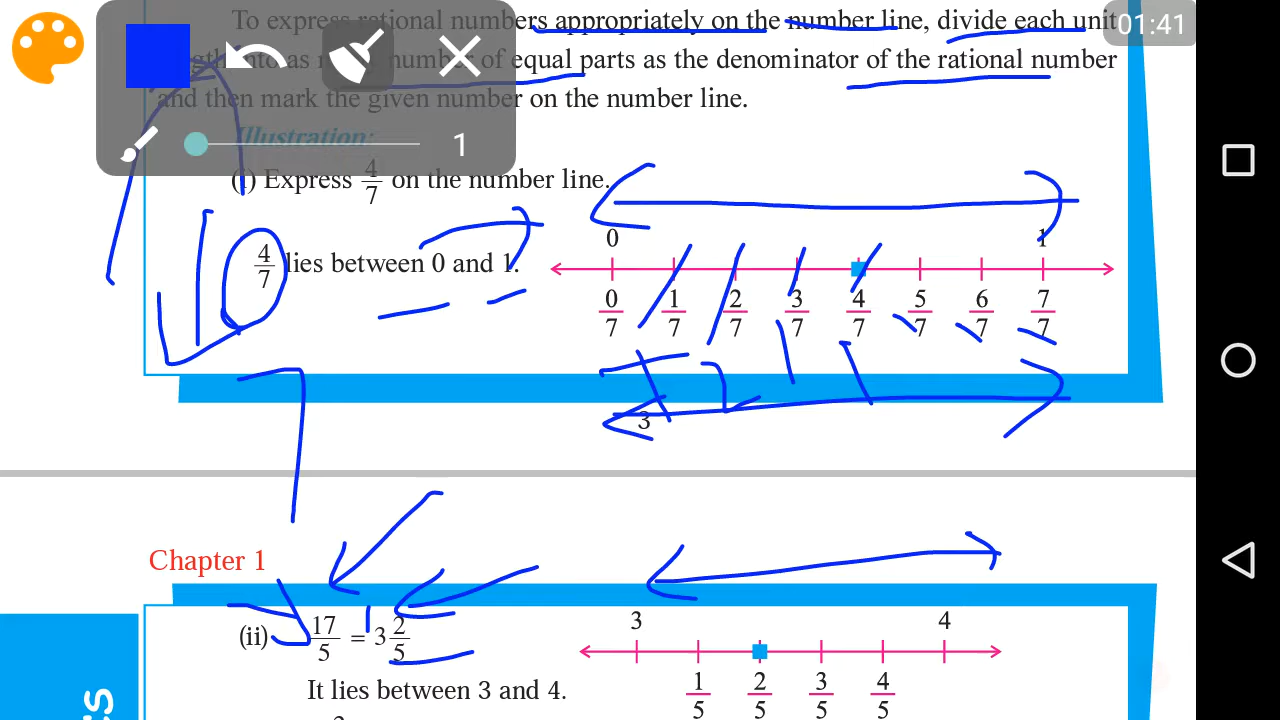 To express rational numbers appropriately on the number line, divide each unit
into as number of equal parts as the denominator of the rational number
and then mark the given number on the number line.
01:41
Illustration:
1
(i) Express 4/7 on the number line.
4/7 lies between 0 and 1.
0 1
0/7 1/7 2/7 3/7 4/7 5/7 6/7 7/7
3
Chapter 1
(ii) 17/5 = 3 2/5
3 4
It lies between 3 and 4.
1/5 2/5 3/5 4/5